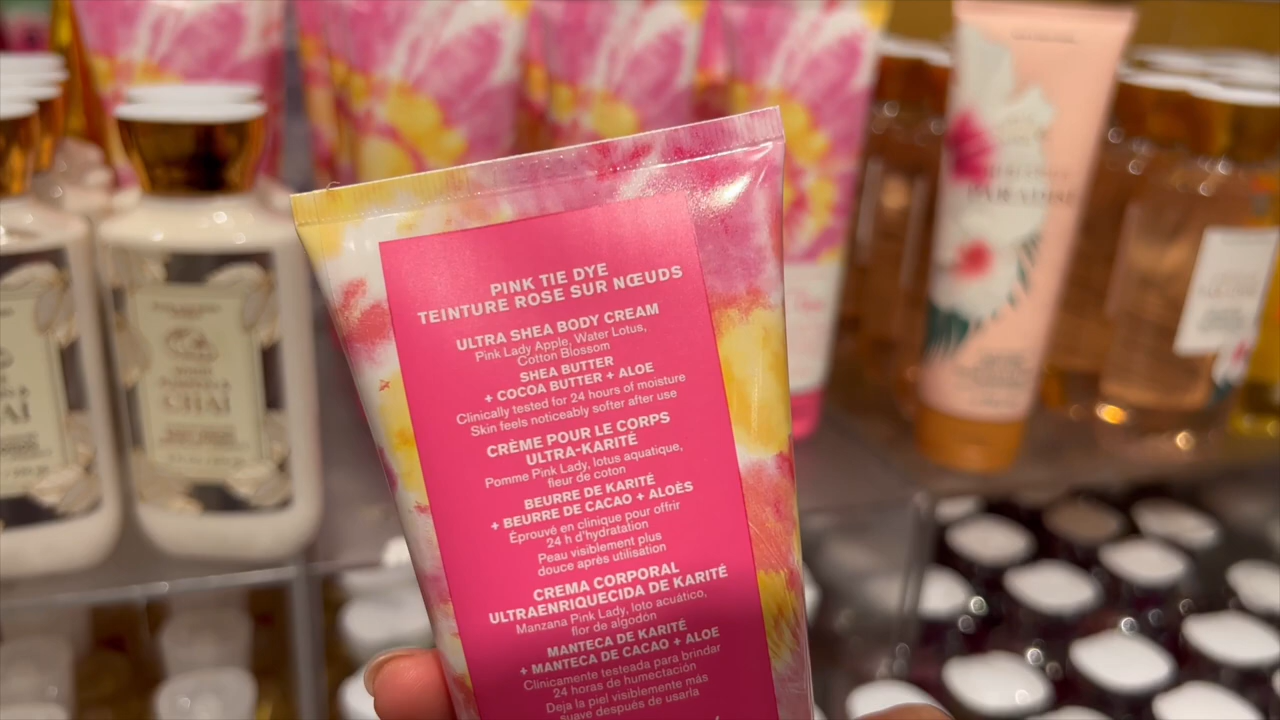 PINK TIE DYE
TEINTURE ROSE SUR NŒUDS
ULTRA SHEA BODY CREAM
Pink Lady Apple, Water Lotus,
Cotton Blossom
SHEA BUTTER
+ COCOA BUTTER + ALOE
Clinically tested for 24 hours of moisture
Skin feels noticeably softer after use
CRÈME POUR LE CORPS
ULTRA-KARITÉ
Pomme Pink Lady, lotus aquatique,
fleur de coton
BEURRE DE KARITÉ
+ BEURRE DE CACAO + ALOÈS
Éprouvé en clinique pour offrir
24 h d'hydratation
Peau visiblement plus
douce après utilisation
CREMA CORPORAL
ULTRAENRIQUECIDA DE KARITÉ
Manzana Pink Lady, loto acuático,
flor de algodón
MANTECA DE KARITÉ
+ MANTECA DE CACAO + ALOE
Clínicamente testeada para brindar
24 horas de humectación
Deja la piel visiblemente más
suave después de usarla
CHAI
PARADISE